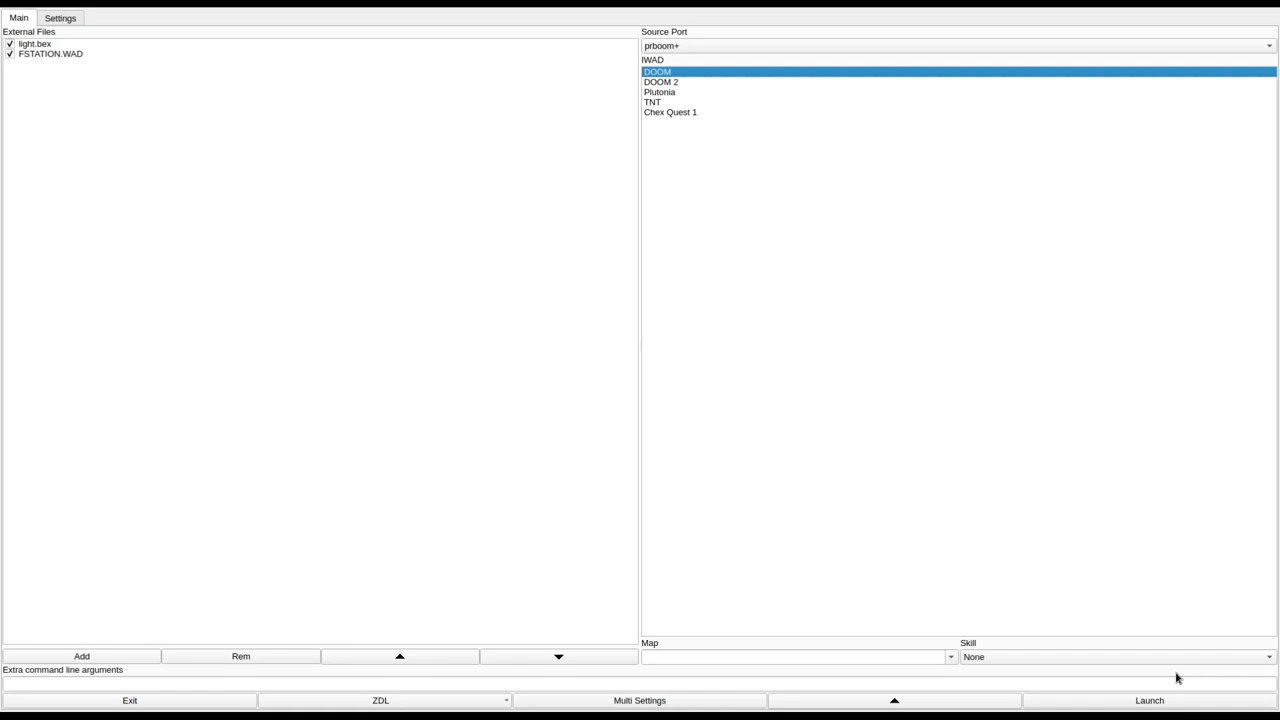 Main Settings
External Files
light.bex
FSTATION.WAD
Source Port
prboom+
IWAD
DOOM
DOOM 2
Plutonia
TNT
Chex Quest 1
Add Rem
Map Skill
None
Extra command line arguments
Exit ZDL Multi Settings Launch